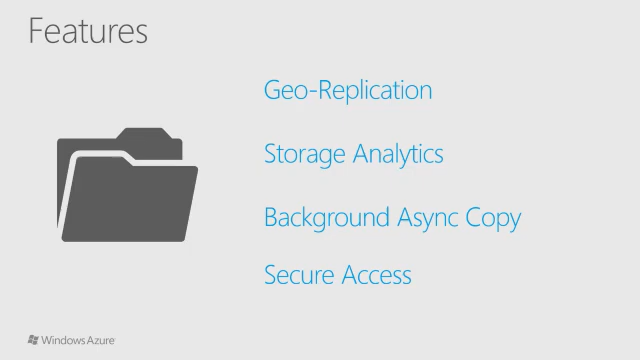 Features
Geo-Replication
Storage Analytics
Background Async Copy
Secure Access
Windows Azure